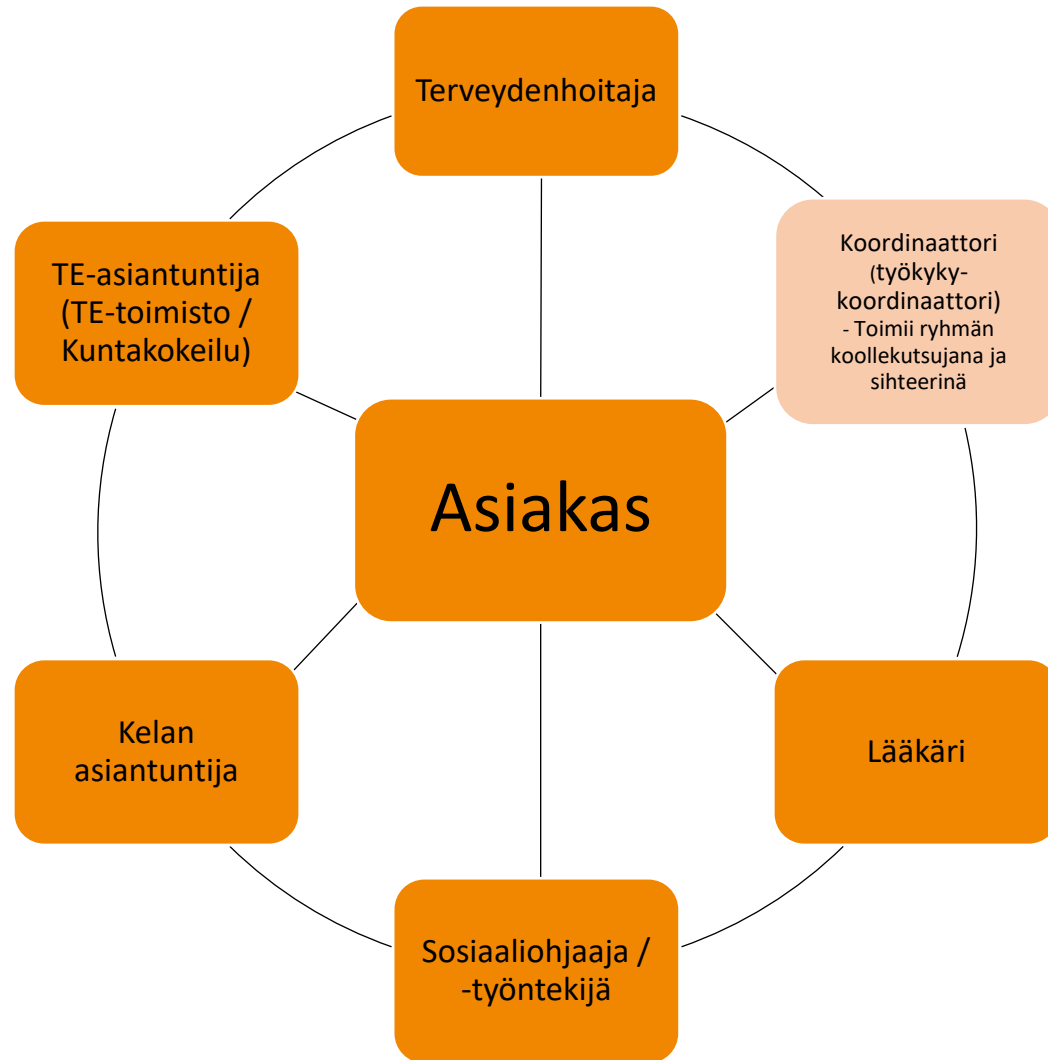 Terveydenhoitaja
Koordinaattori
(työkyky-
koordinaattori)
- Toimii ryhmän
koollekutsujana ja
sihteerinä
TE-asiantuntija
(TE-toimisto /
Kuntakokeilu)
Asiakas
Kelan
asiantuntija
Lääkäri
Sosiaaliohjaaja /
-työntekijä